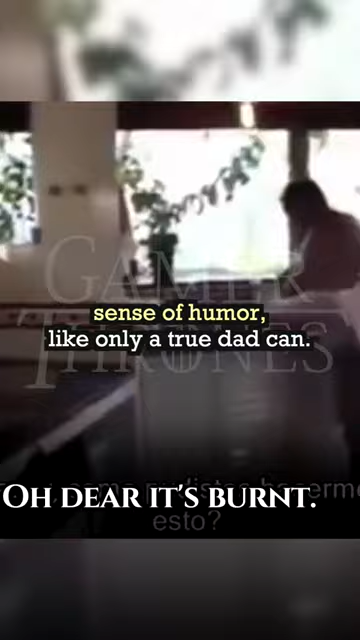 GAME OF
sense of humor,
like only a true dad can.
THRONES
OH DEAR IT'S BURNT.
esto?